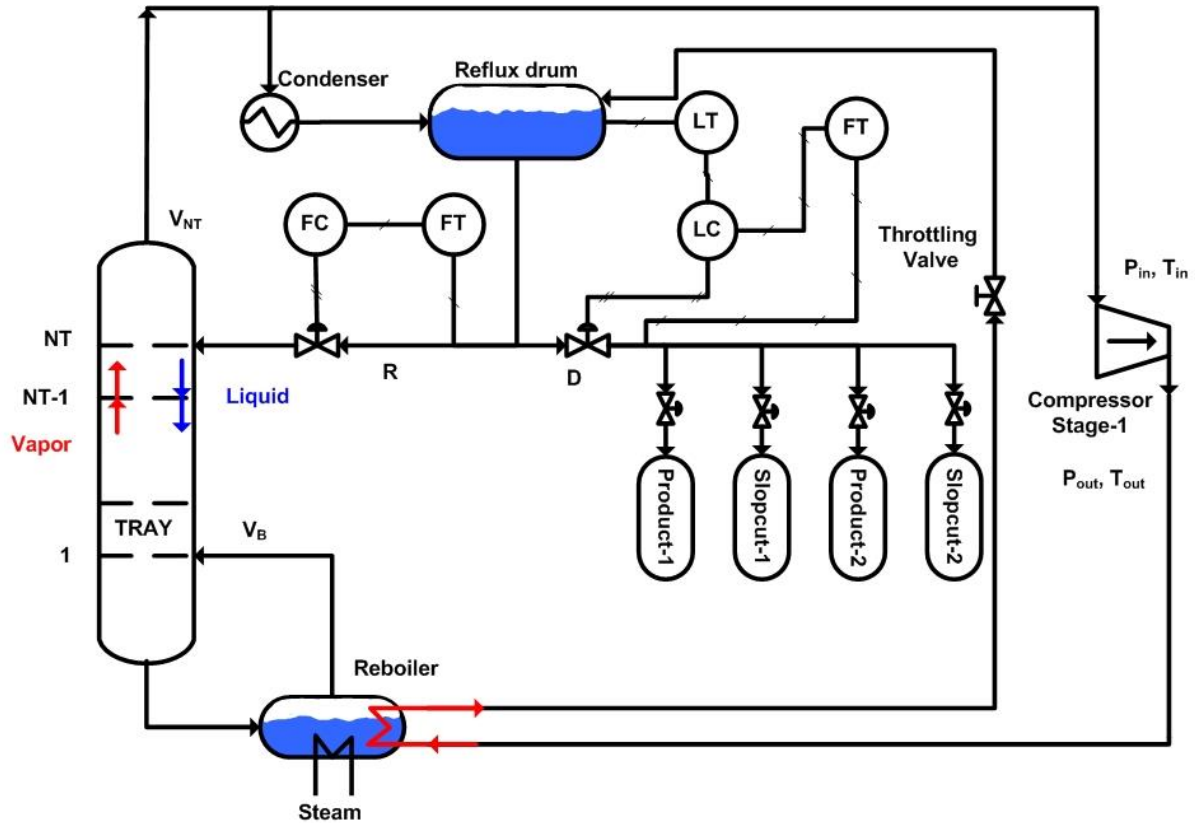 Condenser
Reflux drum
LT
FT
V_NT
FC
FT
LC
Throttling
Valve
P_in, T_in
NT
R
D
NT-1
Liquid
Compressor
Stage-1
Vapor
P_out, T_out
Product-1
Slopcut-1
Product-2
Slopcut-2
TRAY
V_B
1
Reboiler
Steam